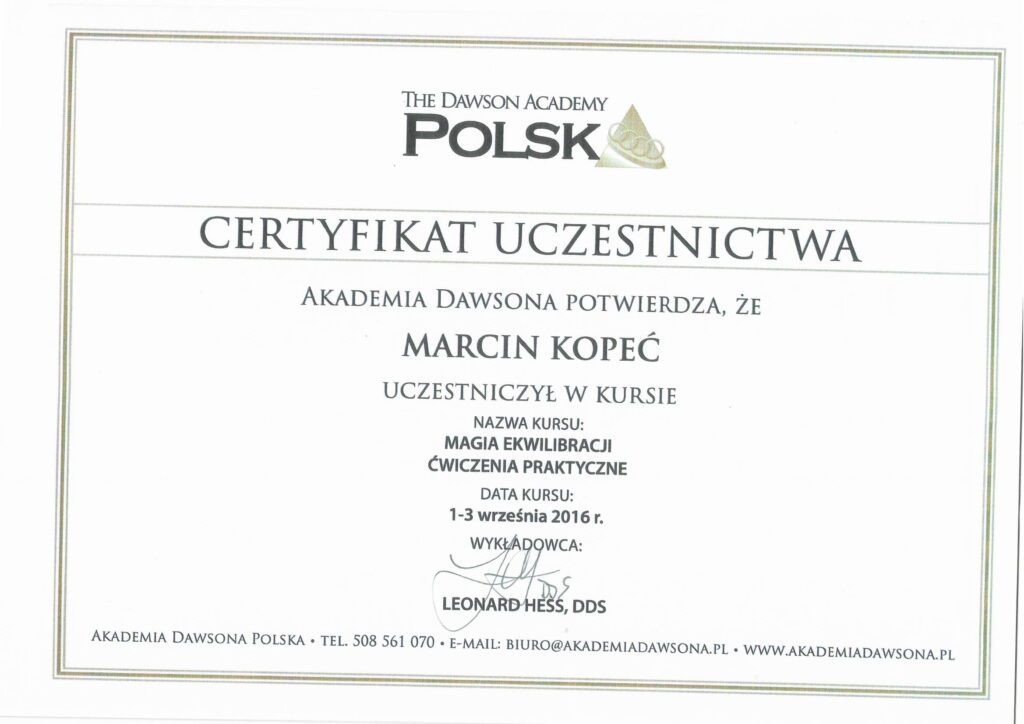 THE DAWSON ACADEMY
POLSK
CERTYFIKAT UCZESTNICTWA
AKADEMIA DAWSONA POTWIERDZA, ŻE
MARCIN KOPEĆ
UCZESTNICZYŁ W KURSIE
NAZWA KURSU:
MAGIA EKWILIBRACJI
ĆWICZENIA PRAKTYCZNE
DATA KURSU:
1-3 września 2016 r.
WYKŁADOWCA:
DDS
LEONARD HESS, DDS
AKADEMIA DAWSONA POLSKA • TEL. 508 561 070 • E-MAIL: BIURO@AKADEMIADAWSONA.PL • WWW.AKADEMIADAWSONA.PL